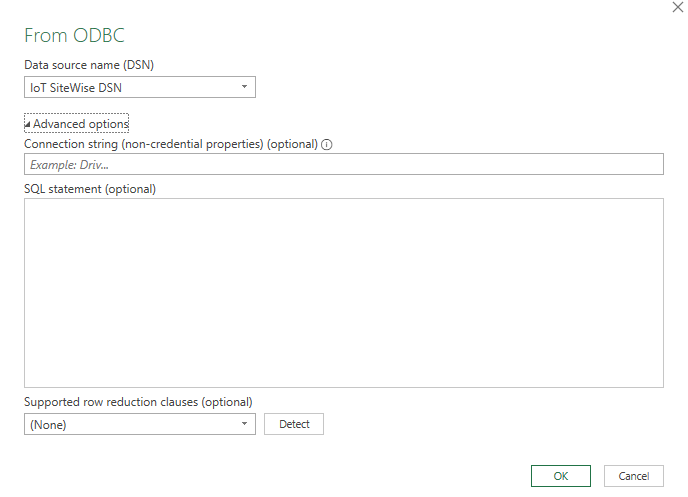 From ODBC
Data source name (DSN)
IoT SiteWise DSN
Advanced options
Connection string (non-credential properties) (optional)
Example: Driv...
SQL statement (optional)
Supported row reduction clauses (optional)
(None)
Detect
OK
Cancel